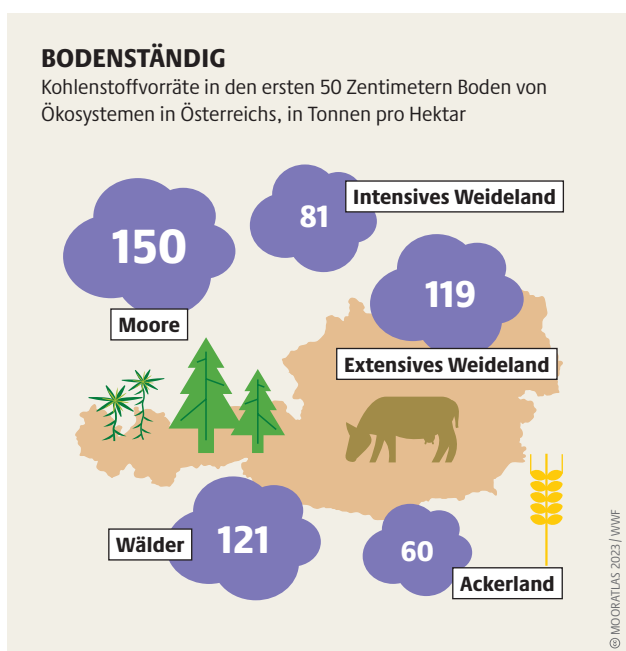 BODENSTÄNDIG
Kohlenstoffvorräte in den ersten 50 Zentimetern Boden von
Ökosystemen in Österreichs, in Tonnen pro Hektar
150
Moore
81
Intensives Weideland
119
Extensives Weideland
Wälder
121
60
Ackerland
🄯 MOORATLAS 2023 / WWF